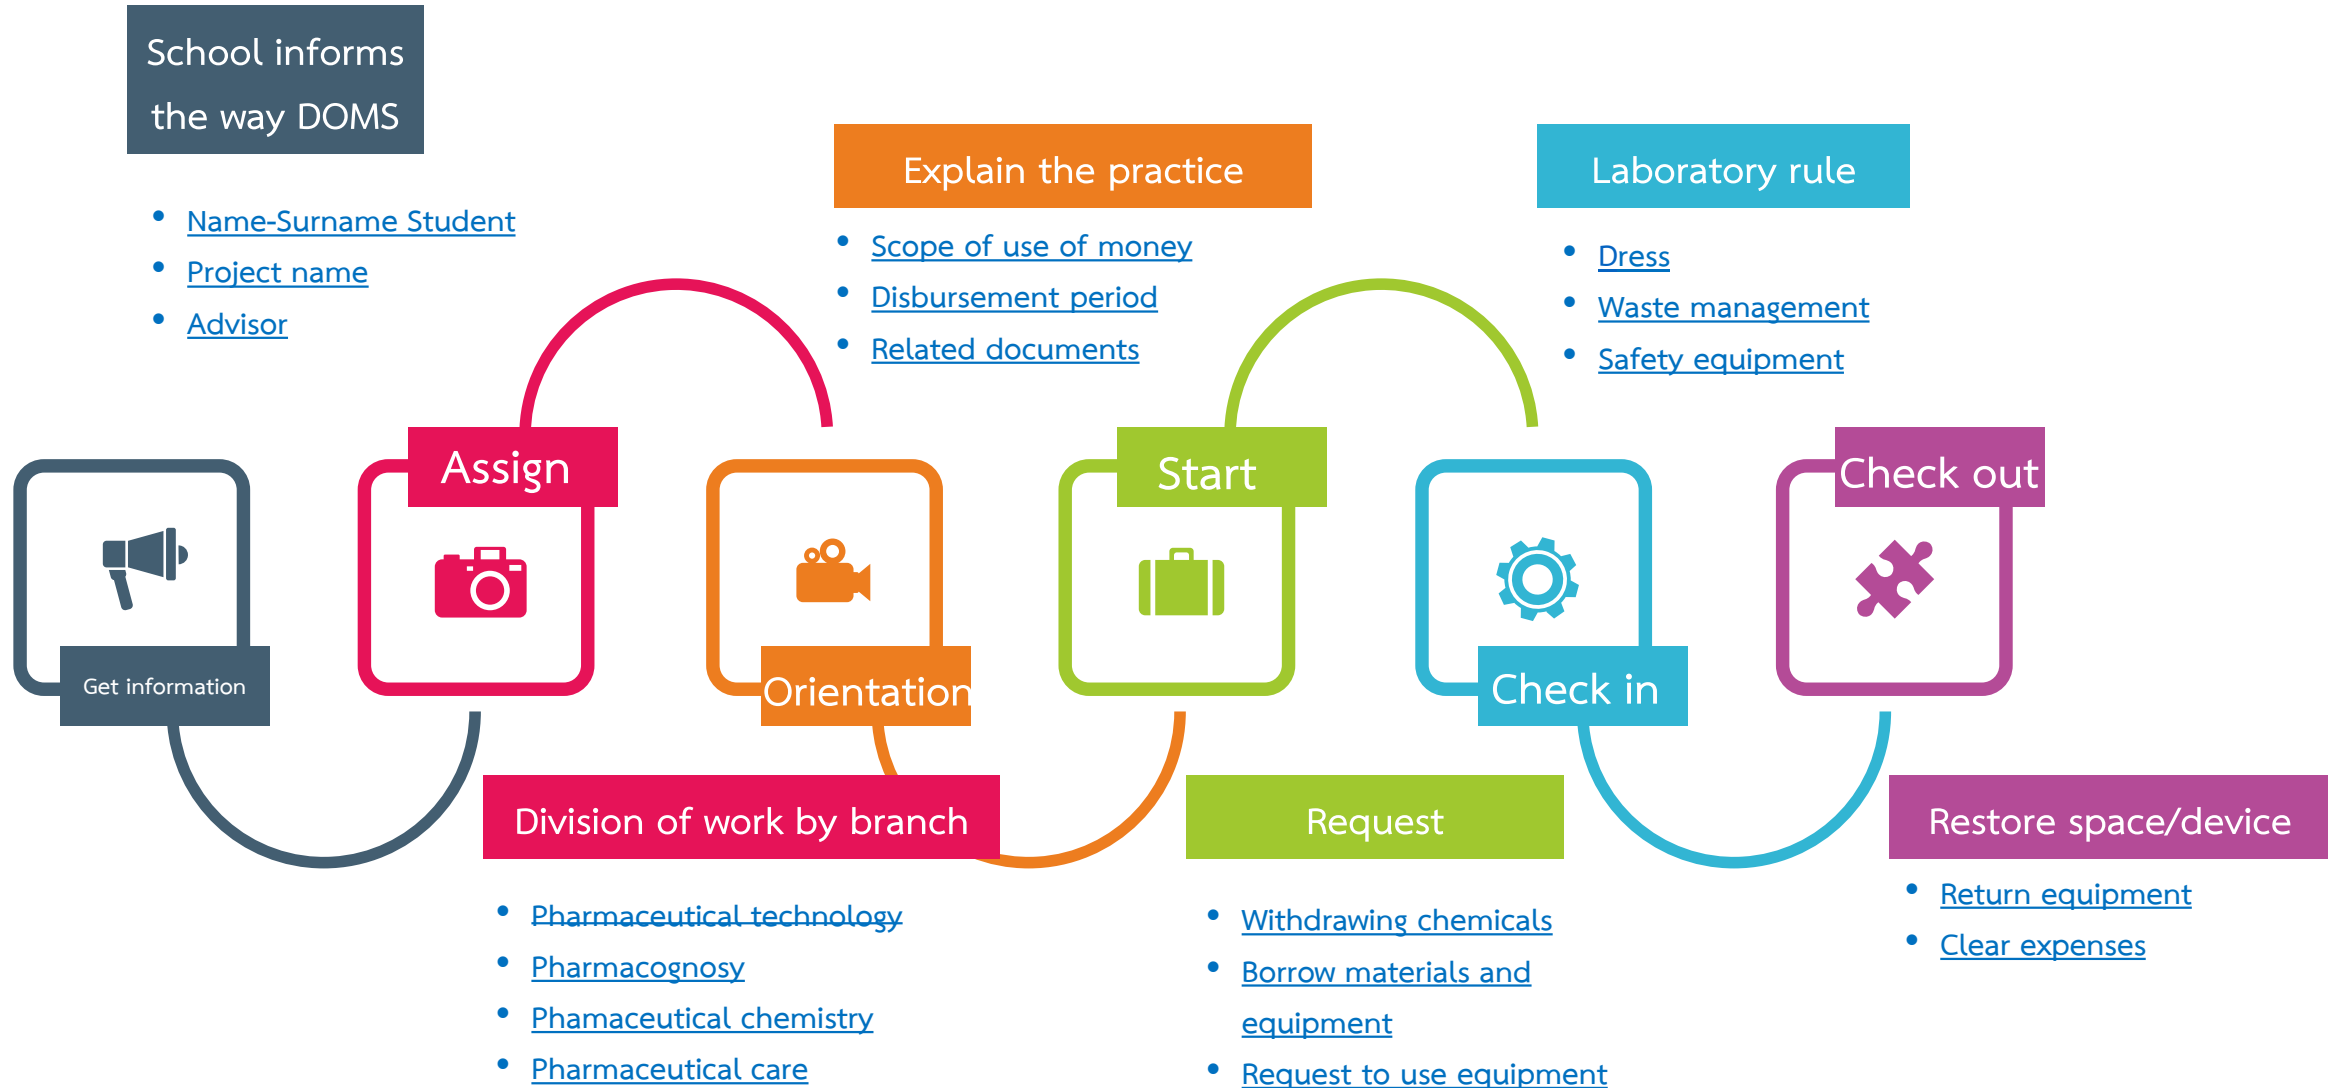 School informs
the way DOMS
• Name-Surname Student
• Project name
• Advisor
Explain the practice
• Scope of use of money
• Disbursement period
• Related documents
Laboratory rule
• Dress
• Waste management
• Safety equipment
Get information
Assign
Orientation
Start
Check in
Check out
Division of work by branch
• Pharmaceutical technology
• Pharmacognosy
• Phamaceutical chemistry
• Pharmaceutical care
Request
• Withdrawing chemicals
• Borrow materials and
equipment
• Request to use equipment
Restore space/device
• Return equipment
• Clear expenses